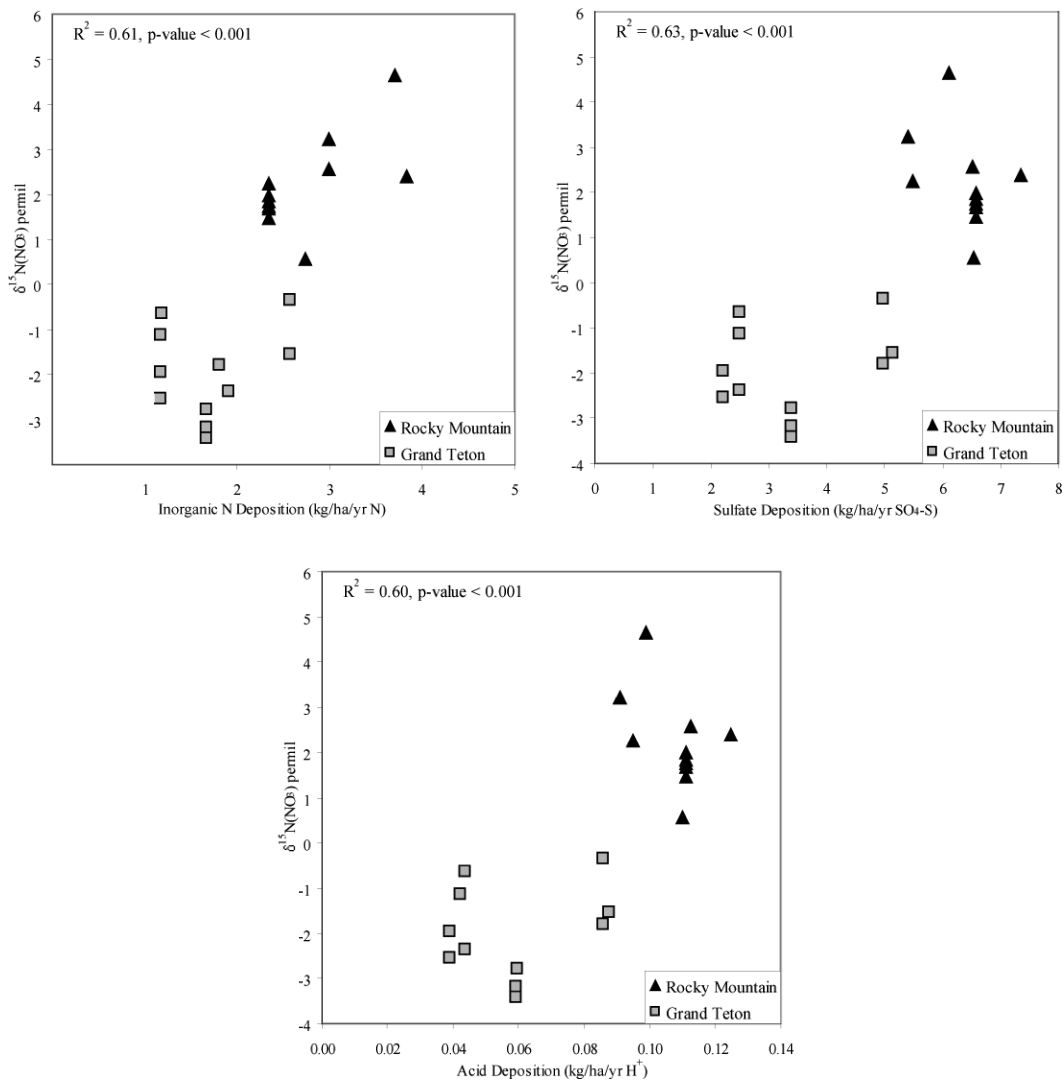 R² = 0.61, p-value < 0.001
6
5
4
3
2
1
0
-1
-2
-3
δ¹⁵N(NO₃) permil
▲ Rocky Mountain
Grand Teton
1 2 3 4 5
Inorganic N Deposition (kg/ha/yr N)
R² = 0.63, p-value < 0.001
6
5
4
3
2
1
0
-1
-2
-3
-4
δ¹⁵N(NO₃) permil
▲ Rocky Mountain
Grand Teton
0 1 2 3 4 5 6 7 8
Sulfate Deposition (kg/ha/yr SO₄-S)
R² = 0.60, p-value < 0.001
6
5
4
3
2
1
0
-1
-2
-3
-4
δ¹⁵N(NO₃) permil
▲ Rocky Mountain
Grand Teton
0.00 0.02 0.04 0.06 0.08 0.10 0.12 0.14
Acid Deposition (kg/ha/yr H⁺)